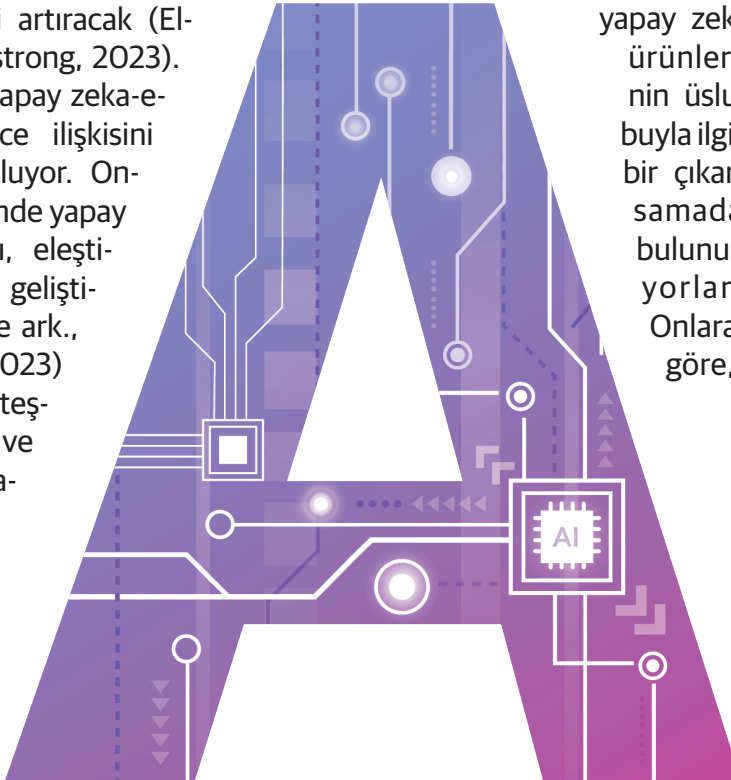 i artıracak (El-
strong, 2023).
apay zeka-e-
ce ilişkisini
luyor. On-
nde yapay
eleşti-
gelişti-
e ark.,
023)
teş-
ve
a-
AI
yapay zek
ürünler
nin üslu
buyla ilgi
bir çıkar
samada
bulunu
yorlar
Onlara
göre,